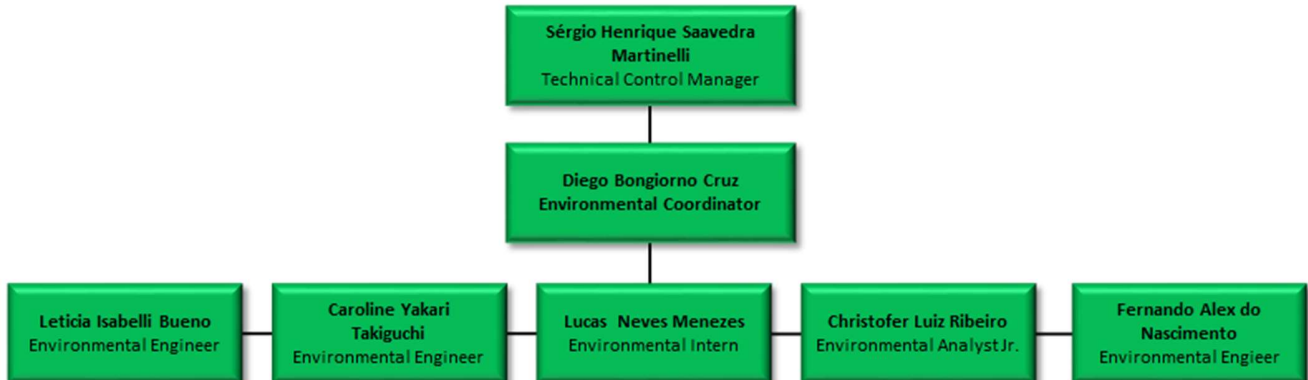 Sérgio Henrique Saavedra
Martinelli
Technical Control Manager
Diego Bongiorno Cruz
Environmental Coordinator
Leticia Isabelli Bueno
Environmental Engineer
Caroline Yakari
Takiguchi
Environmental Engineer
Lucas Neves Menezes
Environmental Intern
Christofer Luiz Ribeiro
Environmental Analyst Jr.
Fernando Alex do
Nascimento
Environmental Engieer